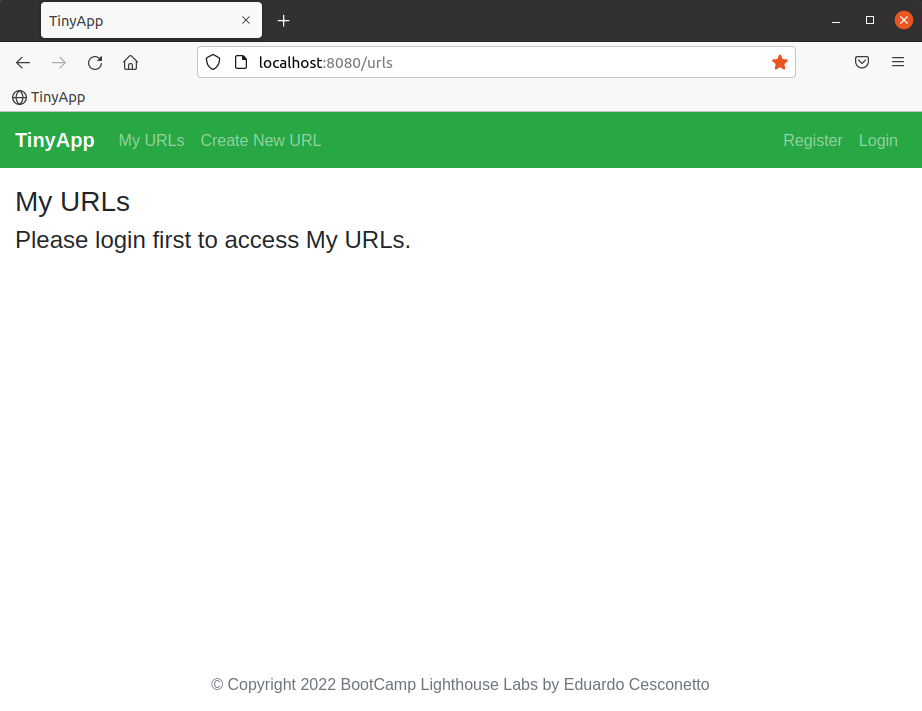 TinyApp
localhost:8080/urls
TinyApp
TinyApp My URLs Create New URL Register Login
My URLs
Please login first to access My URLs.
© Copyright 2022 BootCamp Lighthouse Labs by Eduardo Cesconetto